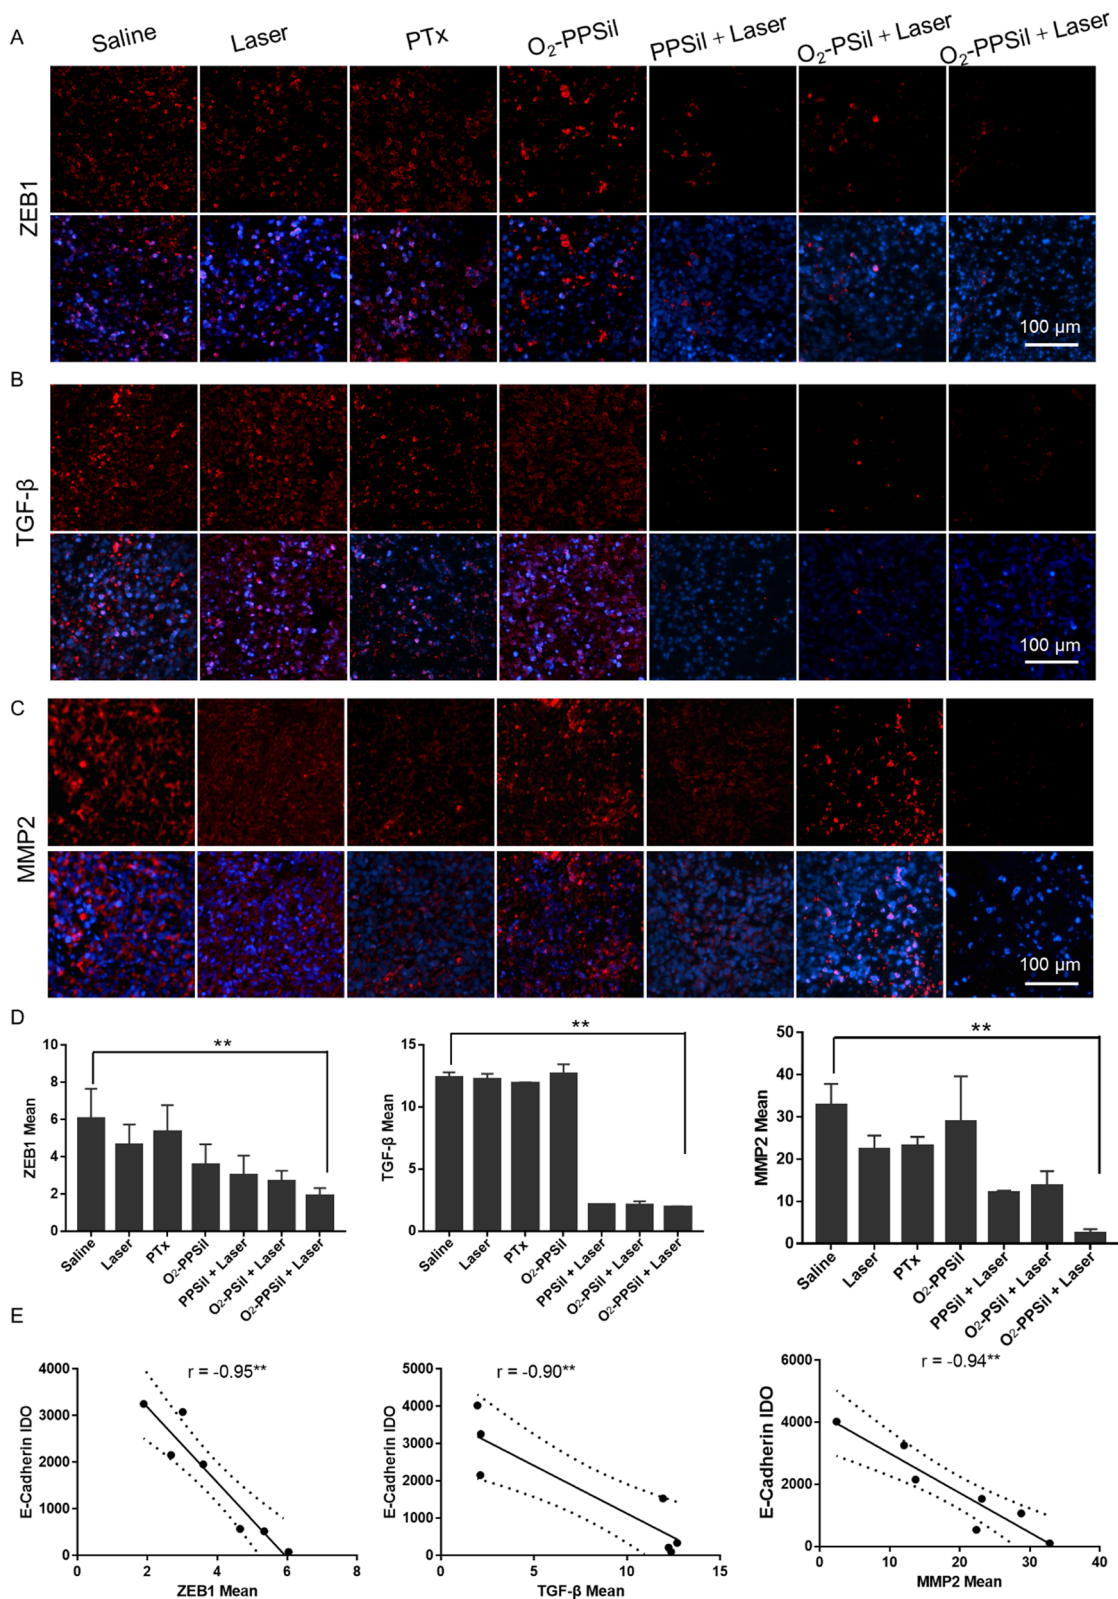 A
Saline
Laser
PTx
O₂-PPSil
PPSil + Laser
O₂-PSil + Laser
O₂-PPSil + Laser
ZEB1
100 µm
B
TGF-β
100 µm
C
MMP2
100 µm
D
ZEB1 Mean
10
8
6
4
2
0
**
Saline
Laser
PTx
O₂-PPSil
PPSil + Laser
O₂-PSil + Laser
O₂-PPSil + Laser
TGF-β Mean
15
10
5
0
**
Saline
Laser
PTx
O₂-PPSil
PPSil + Laser
O₂-PSil + Laser
O₂-PPSil + Laser
MMP2 Mean
50
40
30
20
10
0
**
Saline
Laser
PTx
O₂-PPSil
PPSil + Laser
O₂-PSil + Laser
O₂-PPSil + Laser
E
r = -0.95**
E-Cadherin IDO
4000
3000
2000
1000
0
0 2 4 6 8
ZEB1 Mean
r = -0.90**
E-Cadherin IDO
5000
4000
3000
2000
1000
0
0 5 10 15
TGF-β Mean
r = -0.94**
E-Cadherin IDO
6000
4000
2000
0
0 10 20 30 40
MMP2 Mean